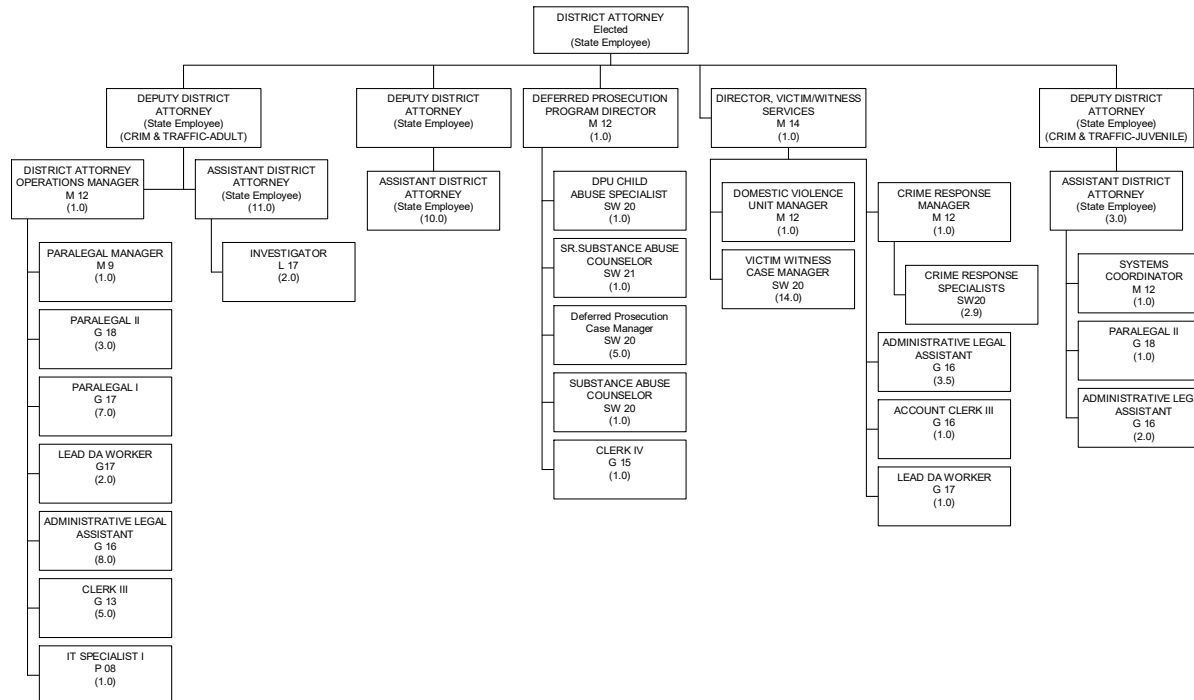 DISTRICT ATTORNEY
Elected
(State Employee)
DEPUTY DISTRICT
ATTORNEY
(State Employee)
(CRIM & TRAFFIC-ADULT)
DISTRICT ATTORNEY
OPERATIONS MANAGER
M 12
(1.0)
PARALEGAL MANAGER
M 9
(1.0)
PARALEGAL II
G 18
(3.0)
PARALEGAL I
G 17
(7.0)
LEAD DA WORKER
G17
(2.0)
ADMINISTRATIVE LEGAL
ASSISTANT
G 16
(8.0)
CLERK III
G 13
(5.0)
IT SPECIALIST I
P 08
(1.0)
ASSISTANT DISTRICT
ATTORNEY
(State Employee)
(11.0)
INVESTIGATOR
L 17
(2.0)
DEPUTY DISTRICT
ATTORNEY
(State Employee)
ASSISTANT DISTRICT
ATTORNEY
(State Employee)
(10.0)
DEFERRED PROSECUTION
PROGRAM DIRECTOR
M 12
(1.0)
DPU CHILD
ABUSE SPECIALIST
SW 20
(1.0)
SR.SUBSTANCE ABUSE
COUNSELOR
SW 21
(1.0)
Deferred Prosecution
Case Manager
SW 20
(5.0)
SUBSTANCE ABUSE
COUNSELOR
SW 20
(1.0)
CLERK IV
G 15
(1.0)
DIRECTOR, VICTIM/WITNESS
SERVICES
M 14
(1.0)
DOMESTIC VIOLENCE
UNIT MANAGER
M 12
(1.0)
VICTIM WITNESS
CASE MANAGER
SW 20
(14.0)
CRIME RESPONSE
MANAGER
M 12
(1.0)
CRIME RESPONSE
SPECIALISTS
SW20
(2.9)
ADMINISTRATIVE LEGAL
ASSISTANT
G 16
(3.5)
ACCOUNT CLERK III
G 16
(1.0)
LEAD DA WORKER
G 17
(1.0)
DEPUTY DISTRICT
ATTORNEY
(State Employee)
(CRIM & TRAFFIC-JUVENILE)
ASSISTANT DISTRICT
ATTORNEY
(State Employee)
(3.0)
SYSTEMS
COORDINATOR
M 12
(1.0)
PARALEGAL II
G 18
(1.0)
ADMINISTRATIVE LEGA
ASSISTANT
G 16
(2.0)